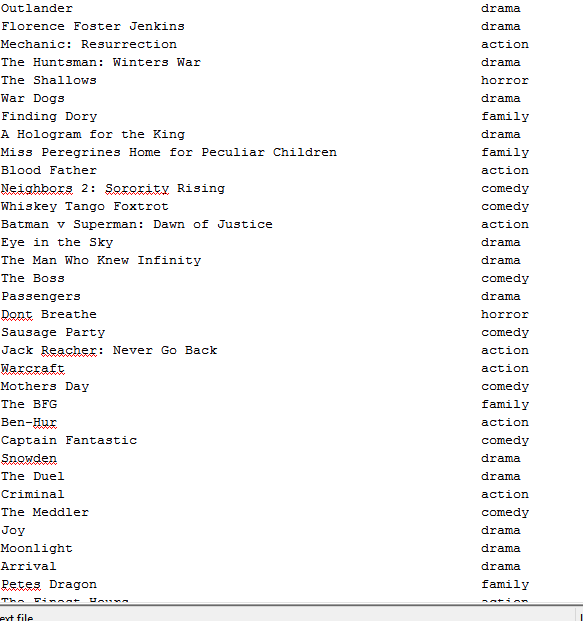 Outlander drama
Florence Foster Jenkins drama
Mechanic: Resurrection action
The Huntsman: Winters War drama
The Shallows horror
War Dogs drama
Finding Dory family
A Hologram for the King drama
Miss Peregrines Home for Peculiar Children family
Blood Father action
Neighbors 2: Sorority Rising comedy
Whiskey Tango Foxtrot comedy
Batman v Superman: Dawn of Justice action
Eye in the Sky drama
The Man Who Knew Infinity drama
The Boss comedy
Passengers drama
Dont Breathe horror
Sausage Party comedy
Jack Reacher: Never Go Back action
Warcraft action
Mothers Day comedy
The BFG family
Ben-Hur action
Captain Fantastic comedy
Snowden drama
The Duel drama
Criminal action
The Meddler comedy
Joy drama
Moonlight drama
Arrival drama
Petes Dragon family
The Finest Hours action
ext file